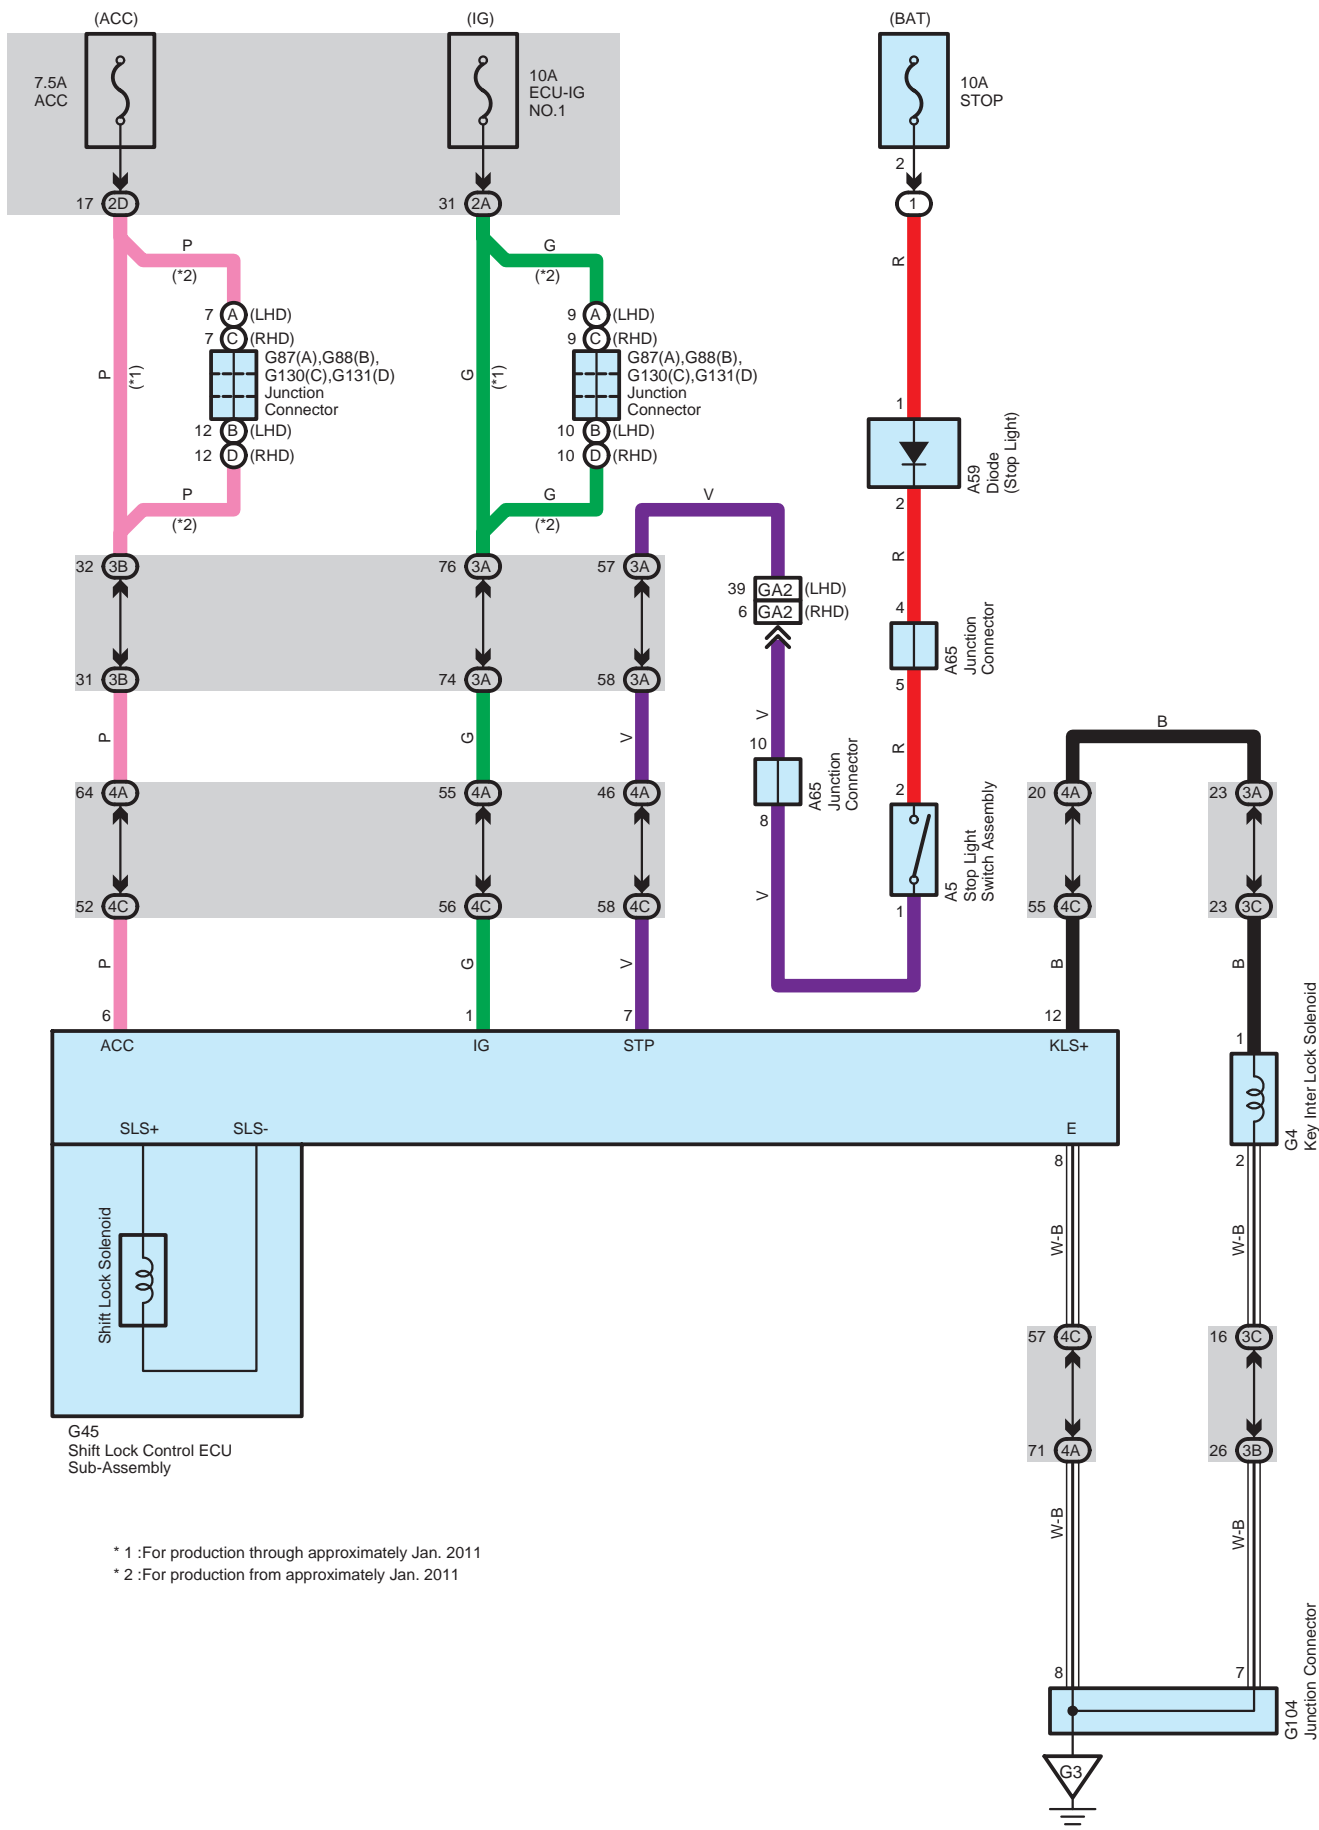 (ACC)
(IG)
(BAT)
7.5A
ACC
10A
ECU-IG
NO.1
10A
STOP
2
17 2D
31 2A
1
P
(*2)
G
(*2)
R
7 A (LHD)
7 C (RHD)
G87(A),G88(B),
G130(C),G131(D)
Junction
Connector
12 B (LHD)
12 D (RHD)
9 A (LHD)
9 C (RHD)
G87(A),G88(B),
G130(C),G131(D)
Junction
Connector
10 B (LHD)
10 D (RHD)
P
(*1)
G
(*1)
1
A59
Diode
(Stop Light)
2
P
(*2)
G
(*2)
V
R
32 3B
76 3A
57 3A
39 GA2 (LHD)
6 GA2 (RHD)
4
A65
Junction
Connector
5
31 3B
74 3A
58 3A
P
G
V
V
R
B
10
A65
Junction
Connector
8
2
A5
Stop Light
Switch Assembly
1
64 4A
55 4A
46 4A
20 4A
23 3A
52 4C
56 4C
58 4C
55 4C
23 3C
V
P
G
V
B
B
6
1
7
12
1
ACC
IG
STP
KLS+
G4
Key Inter Lock Solenoid
SLS+
SLS-
E
8
2
Shift Lock Solenoid
W-B
W-B
57 4C
16 3C
G45
Shift Lock Control ECU
Sub-Assembly
71 4A
26 3B
W-B
W-B
* 1 :For production through approximately Jan. 2011
* 2 :For production from approximately Jan. 2011
8
7
G104
Junction Connector
G3